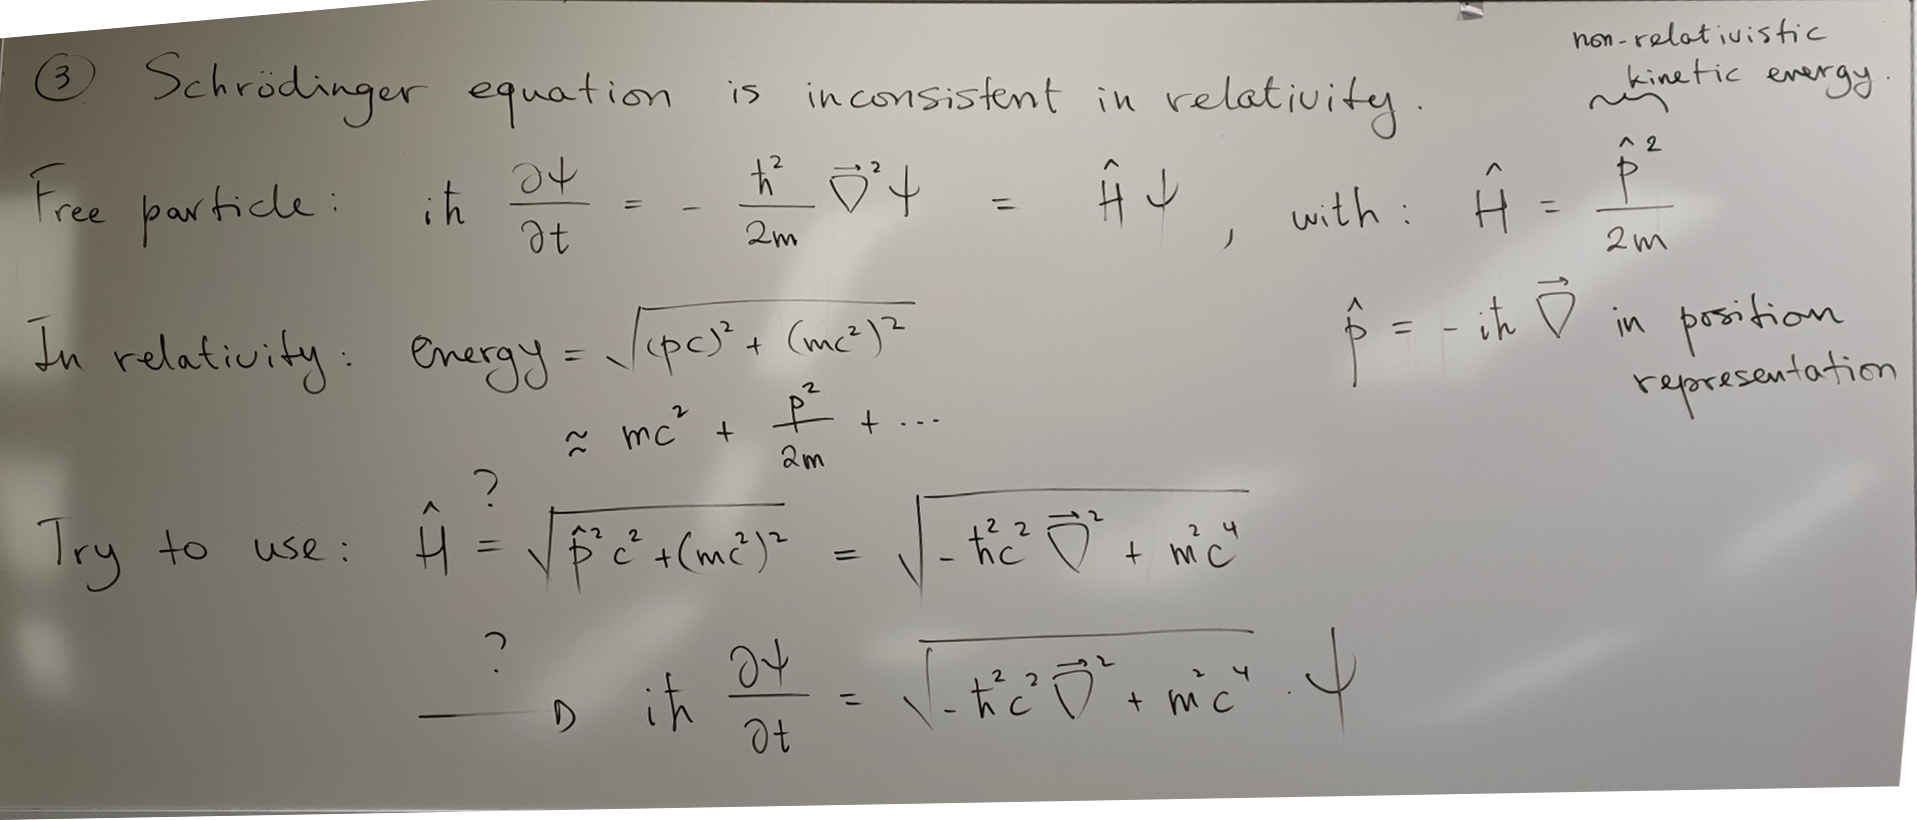 ③ Schrödinger equation is inconsistent in relativity.
non-relativistic
kinetic energy.
Free particle: iħ ∂ψ/∂t = - ħ²/2m ∇⃗²ψ = Ĥψ, with: Ĥ = p̂²/2m
p̂ = -iħ ∇⃗ in position
representation
In relativity: energy = √((pc)² + (mc²)²)
≈ mc² + p²/2m + ...
Try to use: Ĥ =? √(p̂²c² + (mc²)²) = √(-ħ²c² ∇⃗² + m²c⁴)
?→ iħ ∂ψ/∂t = √(-ħ²c² ∇⃗² + m²c⁴) · ψ